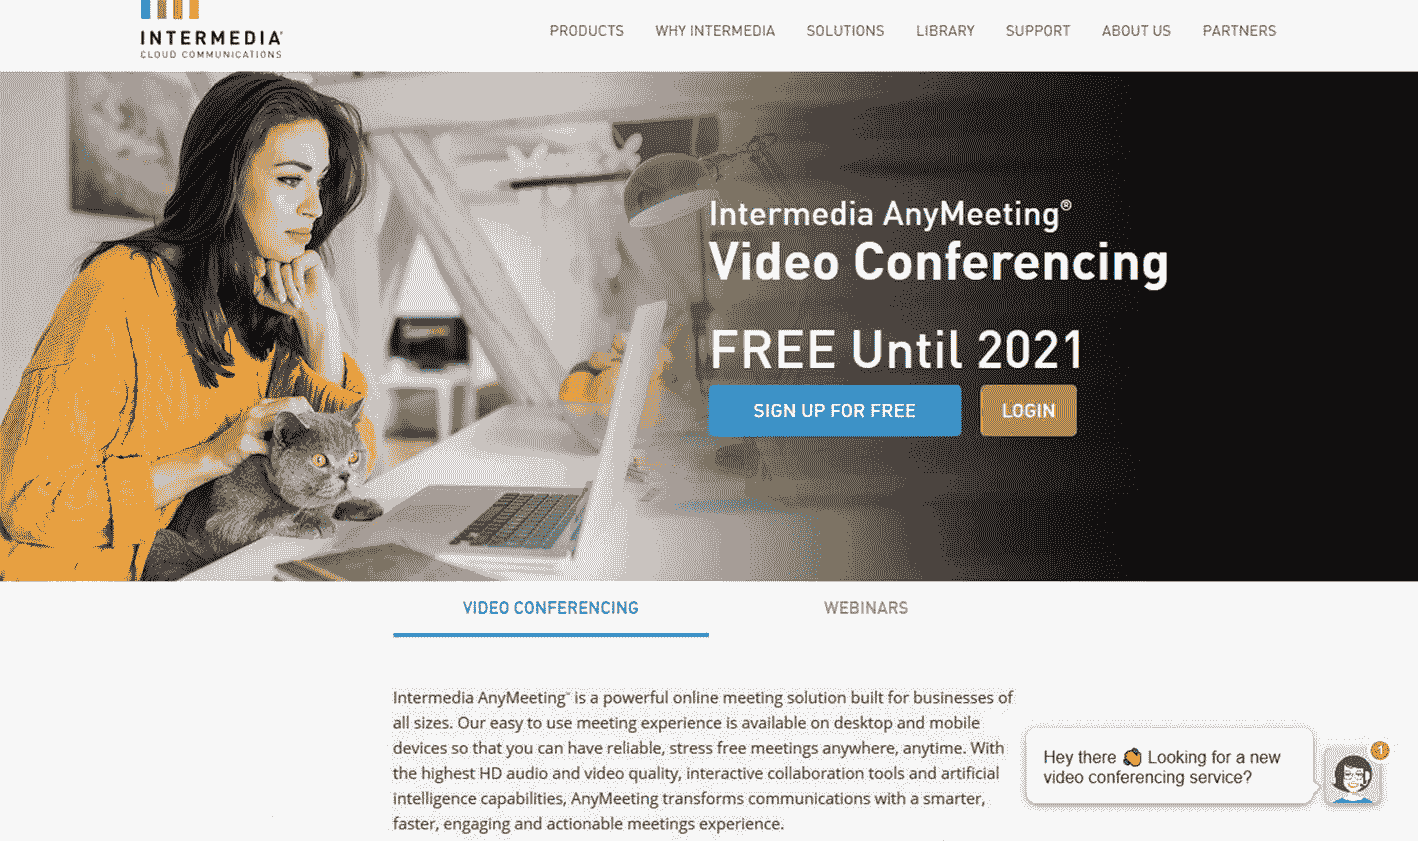 INTERMEDIA®
CLOUD COMMUNICATIONS
PRODUCTS
WHY INTERMEDIA
SOLUTIONS
LIBRARY
SUPPORT
ABOUT US
PARTNERS
Intermedia AnyMeeting®
Video Conferencing
FREE Until 2021
SIGN UP FOR FREE
LOGIN
VIDEO CONFERENCING
WEBINARS
Intermedia AnyMeeting™ is a powerful online meeting solution built for businesses of
all sizes. Our easy to use meeting experience is available on desktop and mobile
devices so that you can have reliable, stress free meetings anywhere, anytime. With
the highest HD audio and video quality, interactive collaboration tools and artificial
intelligence capabilities, AnyMeeting transforms communications with a smarter,
faster, engaging and actionable meetings experience.
Hey there 👋 Looking for a new
video conferencing service?
1